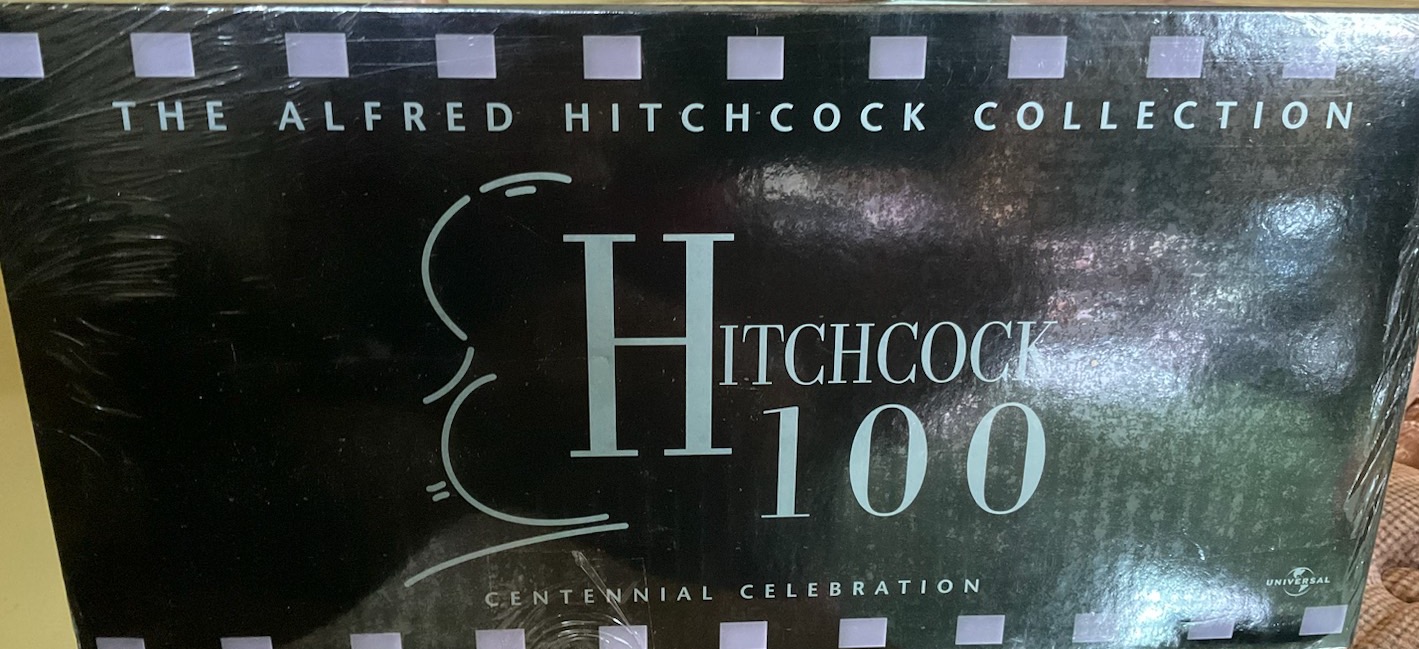 THE ALFRED HITCHCOCK COLLECTION
HITCHCOCK
100
CENTENNIAL CELEBRATION
UNIVERSAL